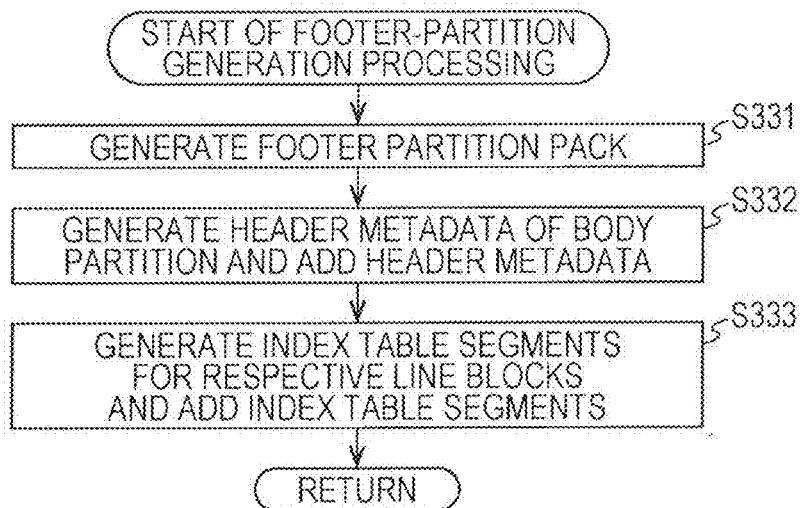 START OF FOOTER-PARTITION
GENERATION PROCESSING
S331
GENERATE FOOTER PARTITION PACK
S332
GENERATE HEADER METADATA OF BODY
PARTITION AND ADD HEADER METADATA
S333
GENERATE INDEX TABLE SEGMENTS
FOR RESPECTIVE LINE BLOCKS
AND ADD INDEX TABLE SEGMENTS
RETURN